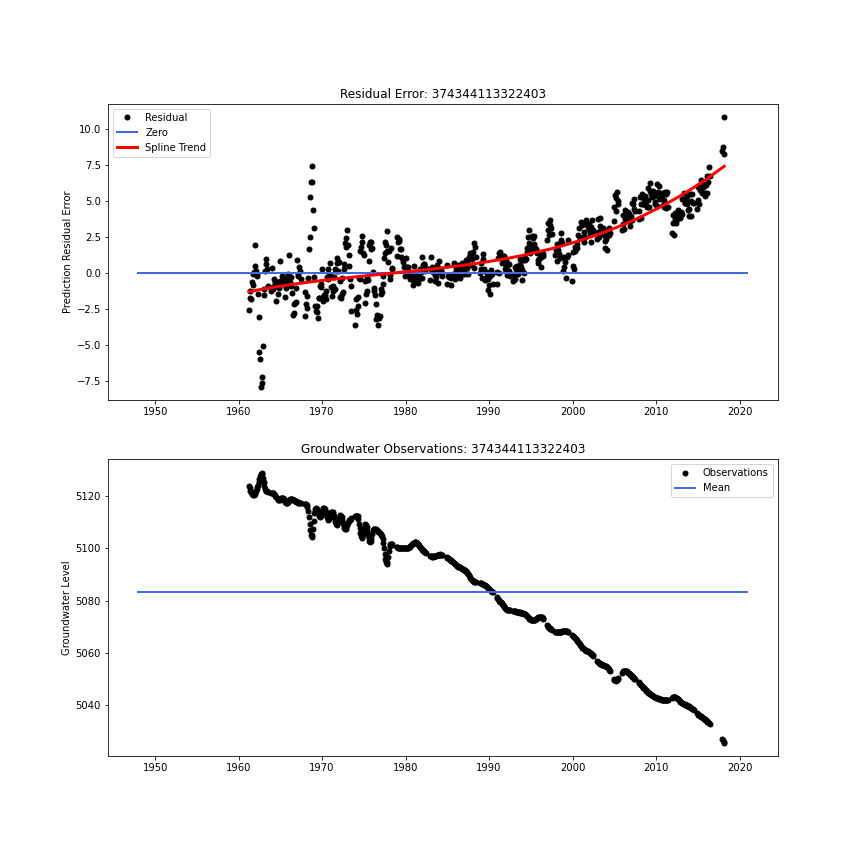 Residual Error: 374344113322403
Residual
Zero
Spline Trend
Prediction Residual Error
10.0
7.5
5.0
2.5
0.0
−2.5
−5.0
−7.5
1950 1960 1970 1980 1990 2000 2010 2020
Groundwater Observations: 374344113322403
Observations
Mean
Groundwater Level
5120
5100
5080
5060
5040
1950 1960 1970 1980 1990 2000 2010 2020